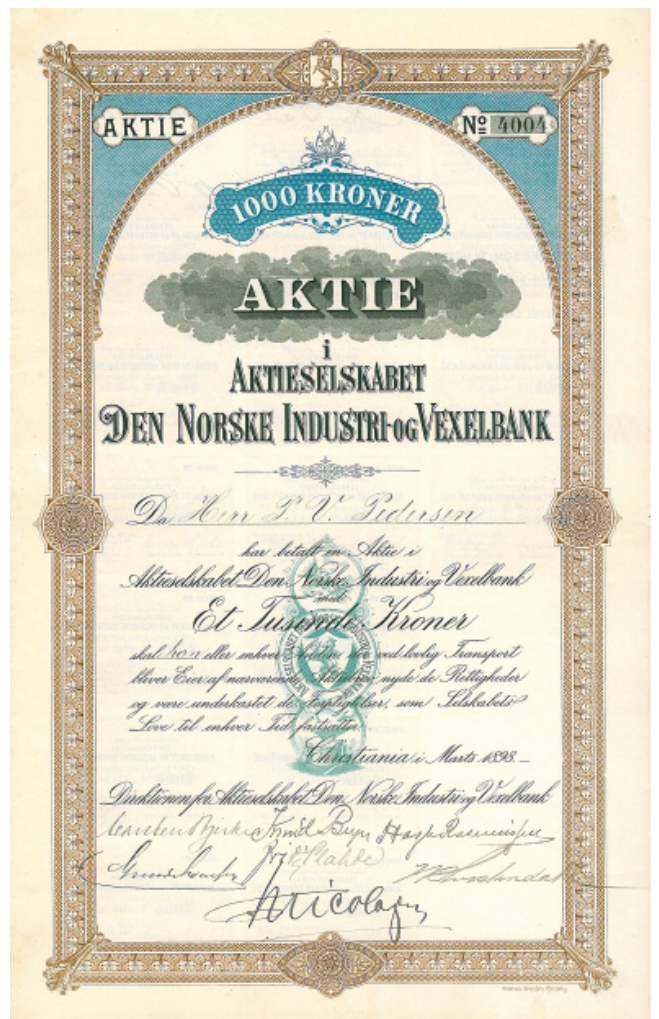 AKTIE
№ 4004
1000 KRONER
AKTIE
i
AKTIESELSKABET
DEN NORSKE INDUSTRI-OG VEXELBANK
Da Herr P. V. Pedersen
har betalt en Aktie i
Aktieselskabet Den Norske Industri og Vexelbank
med
Et Tusinde Kroner
skal han eller enhver Anden, der ved lovlig Transport
bliver Eier af nærværende Aktiebrev, nyde de Rettigheder
og være underkastet de Forpligtelser, som Selskabets
Love til enhver Tid fastsætter.
Christiania i Marts 1898.—
Direktionen for Aktieselskabet Den Norske Industri og Vexelbank